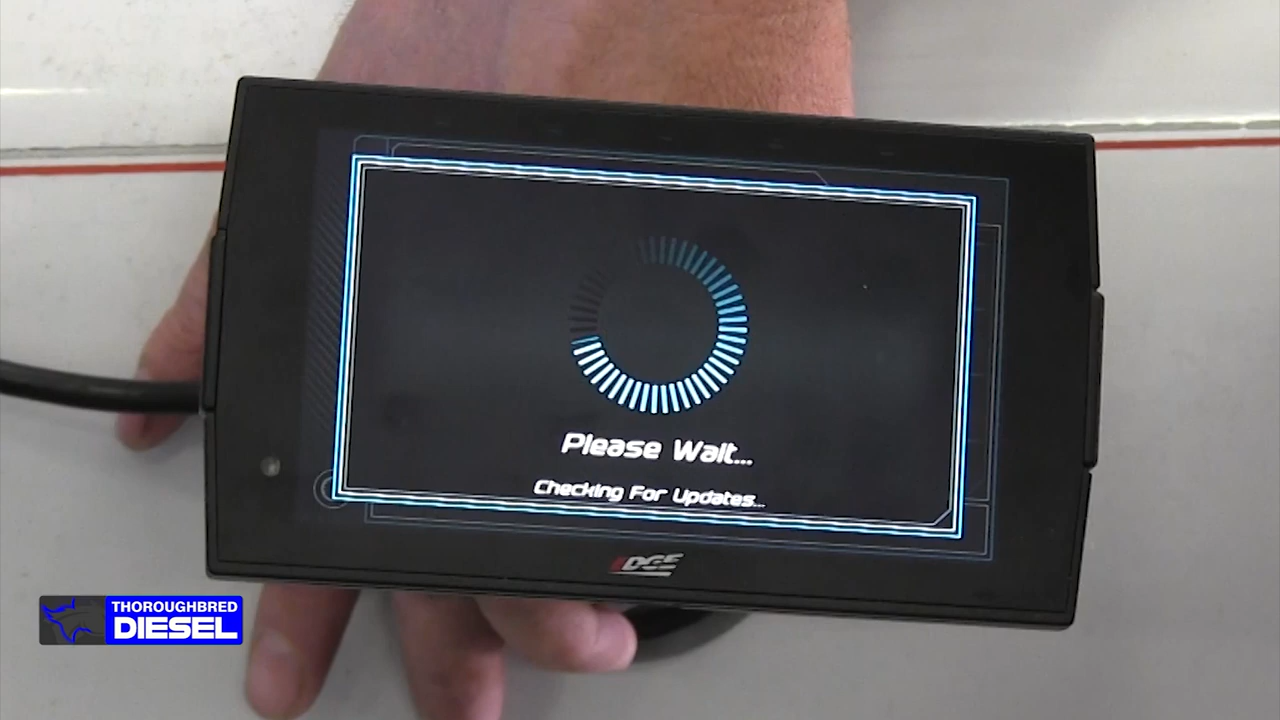 Please Wait...
Checking For Updates...
EDGE
THOROUGHBRED
DIESEL